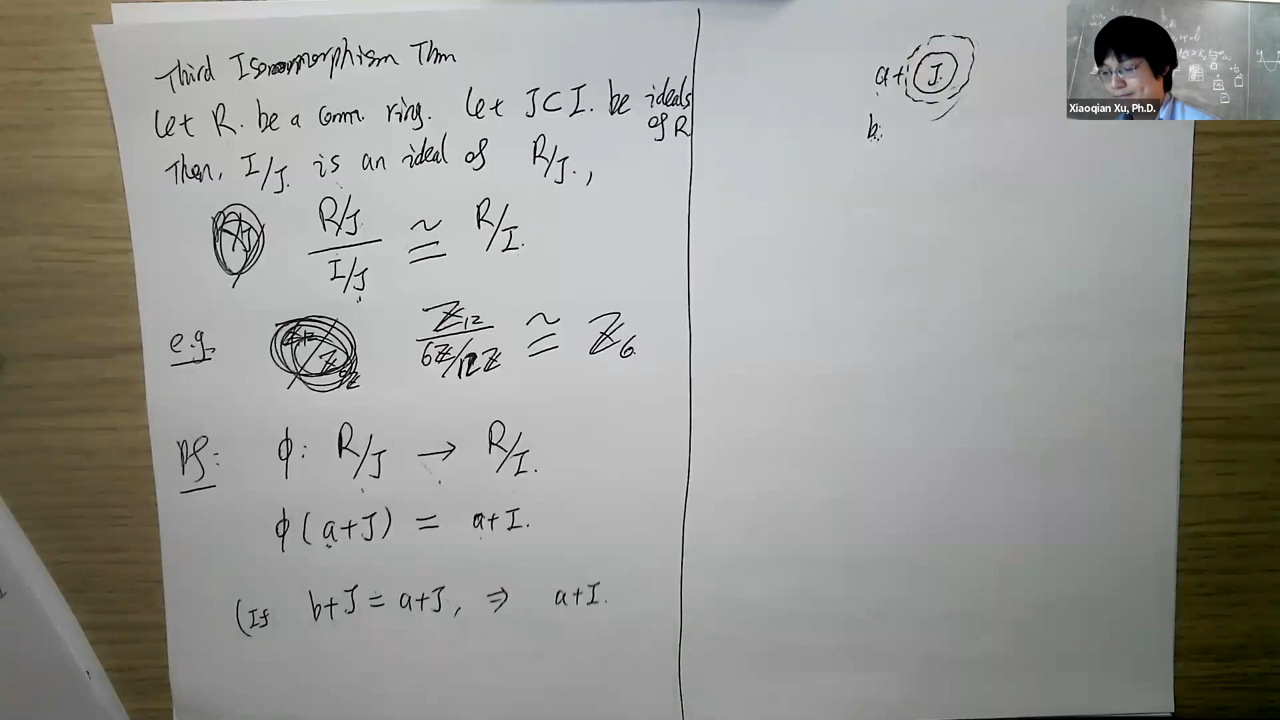 Third Isomorphism Thm
Let R. be a comm. ring. Let J⊂I. be ideals
of R
Then, I/J. is an ideal of R/J.,
R/J / I/J ≅ R/I.
e.g. Z₁₂ / 6Z/12Z ≅ Z₆
Pf: φ: R/J → R/I.
φ(a+J) = a+I.
(If b+J = a+J, ⇒ a+I.
a+ J.
b.
Xiaoqian Xu, Ph.D.